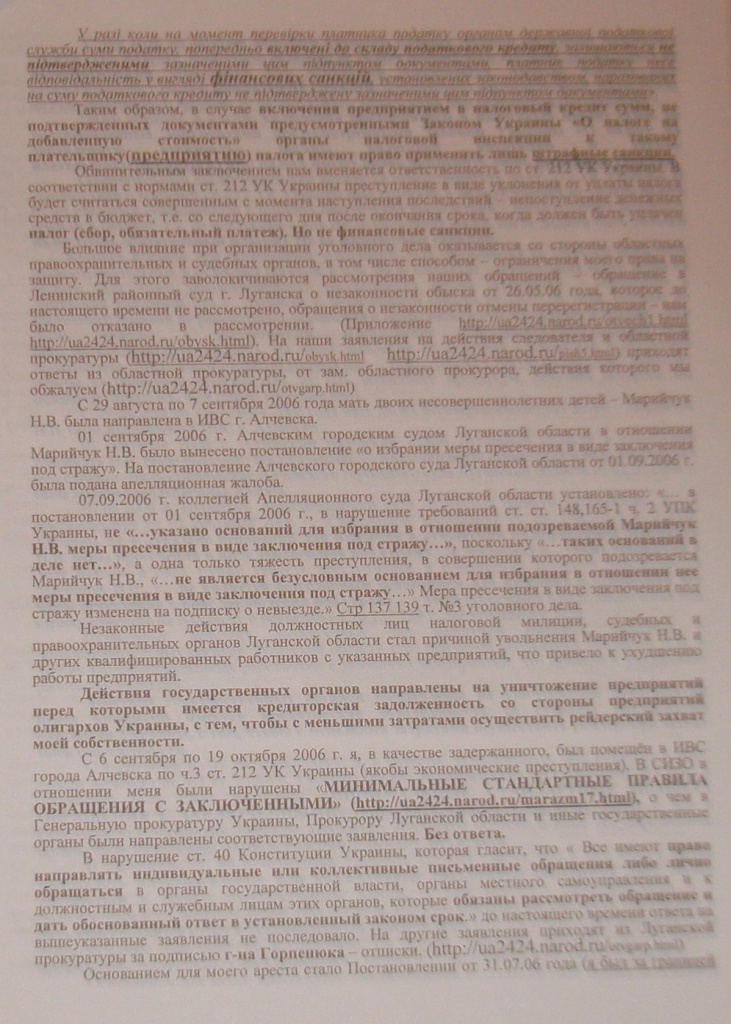 У разі коли на момент перевірки платника податку органом державної податкової
служби суми податку, попередньо включені до складу податкового кредиту, залишаються не
підтвердженими зазначеними цим підпунктом документами, платник податку несе
відповідальність у вигляді фінансових санкцій, установлених законодавством, нарахованих
на суму податкового кредиту не підтверджену зазначеними цим підпунктом документами»
Таким образом, в случае включения предприятием в налоговый кредит сумм, не
подтвержденных документами предусмотренными Законом Украины «О налоге на
добавленную стоимость» органы налоговой инспекции к такому
плательщику(предприятию) налога имеют право применить лишь штрафные санкции.
Обвинительным заключением нам вменяется ответственность по ст. 212 УК Украины. В
соответствии с нормами ст. 212 УК Украины преступление в виде уклонения от уплаты налога
будет считаться совершенным с момента наступления последствий – непоступление денежных
средств в бюджет, т.е. со следующего дня после окончания срока, когда должен быть уплачен
налог (сбор, обязательный платеж). Но не финансовые санкции.
Большое влияние при организации уголовного дела оказывается со стороны областных
правоохранительных и судебных органов, в том числе способом – ограничения моего права на
защиту. Для этого заволокичиваются рассмотрения наших обращений – обращение в
Ленинский районный суд г. Луганска о незаконности обыска от 26.05.06 года, которое до
настоящего времени не рассмотрено, обращения о незаконности отмены перерегистрации – нам
было отказано в рассмотрении. (Приложение http://ua2424.narod.ru/otvech1.html
http://ua2424.narod.ru/obysk.html). На наши заявления на действия следователя и областной
прокуратуры (http://ua2424.narod.ru/obysk.html http://ua2424.narod.ru/ приходят
ответы из областной прокуратуры, от зам. областного прокурора, действия которого мы
обжалуем (http://ua2424.narod.ru/otvgarp.html)
С 29 августа по 7 сентября 2006 года мать двоих несовершеннолетних детей – Марийчук
Н.В. была направлена в ИВС г. Алчевска.
01 сентября 2006 г. Алчевским городским судом Луганской области в отношении
Марийчук Н.В. было вынесено постановление «о избрании меры пресечения в виде заключения
под стражу». На постановление Алчевского городского суда Луганской области от 01.09.2006 г.
была подана апелляционная жалоба.
07.09.2006 г. коллегией Апелляционного суда Луганской области установлено: «… в
постановлении от 01 сентября 2006 г., в нарушение требований ст. ст. 148,165-1 ч. 2 УПК
Украины, не «…указано оснований для избрания в отношении подозреваемой Марийчук
Н.В. меры пресечения в виде заключения под стражу…», поскольку «…таких оснований в
деле нет…», а одна только тяжесть преступления, в совершении которого подозревается
Марийчук Н.В., «…не является безусловным основанием для избрания в отношении нее
меры пресечения в виде заключения под стражу…» Мера пресечения в виде заключения под
стражу изменена на подписку о невыезде.» Стр 137 139 т. №3 уголовного дела.
Незаконные действия должностных лиц налоговой милиции, судебных и
правоохранительных органов Луганской области стал причиной увольнения Марийчук Н.В. и
других квалифицированных работников с указанных предприятий, что привело к ухудшению
работы предприятий.
Действия государственных органов направлены на уничтожение предприятий
перед которыми имеется кредиторская задолженность со стороны предприятий
олигархов Украины, с тем, чтобы с меньшими затратами осуществить рейдерский захват
моей собственности.
С 6 сентября по 19 октября 2006 г. я, в качестве задержанного, был помещён в ИВС
города Алчевска по ч.3 ст. 212 УК Украины (якобы экономические преступления). В СИЗО в
отношении меня были нарушены «МИНИМАЛЬНЫЕ СТАНДАРТНЫЕ ПРАВИЛА
ОБРАЩЕНИЯ С ЗАКЛЮЧЕННЫМИ» (http://ua2424.narod.ru/marazm17.html), о чем в
Генеральную прокуратуру Украины, Прокурору Луганской области и иные государственные
органы были направлены соответствующие заявления. Без ответа.
В нарушение ст. 40 Конституции Украины, которая гласит, что « Все имеют право
направлять индивидуальные или коллективные письменные обращения либо лично
обращаться в органы государственной власти, органы местного самоуправления и к
должностным и служебным лицам этих органов, которые обязаны рассмотреть обращение и
дать обоснованный ответ в установленный законом срок.» до настоящего времени ответа на
вышеуказанные заявления не последовало. На другие заявления приходят из Луганской
прокуратуры за подписью г-на Горпенюка – отписки. (http://ua2424.narod.ru/otvgarp.html)
Основанием для моего ареста стало Постановлении от 31.07.06 года (я был за границей